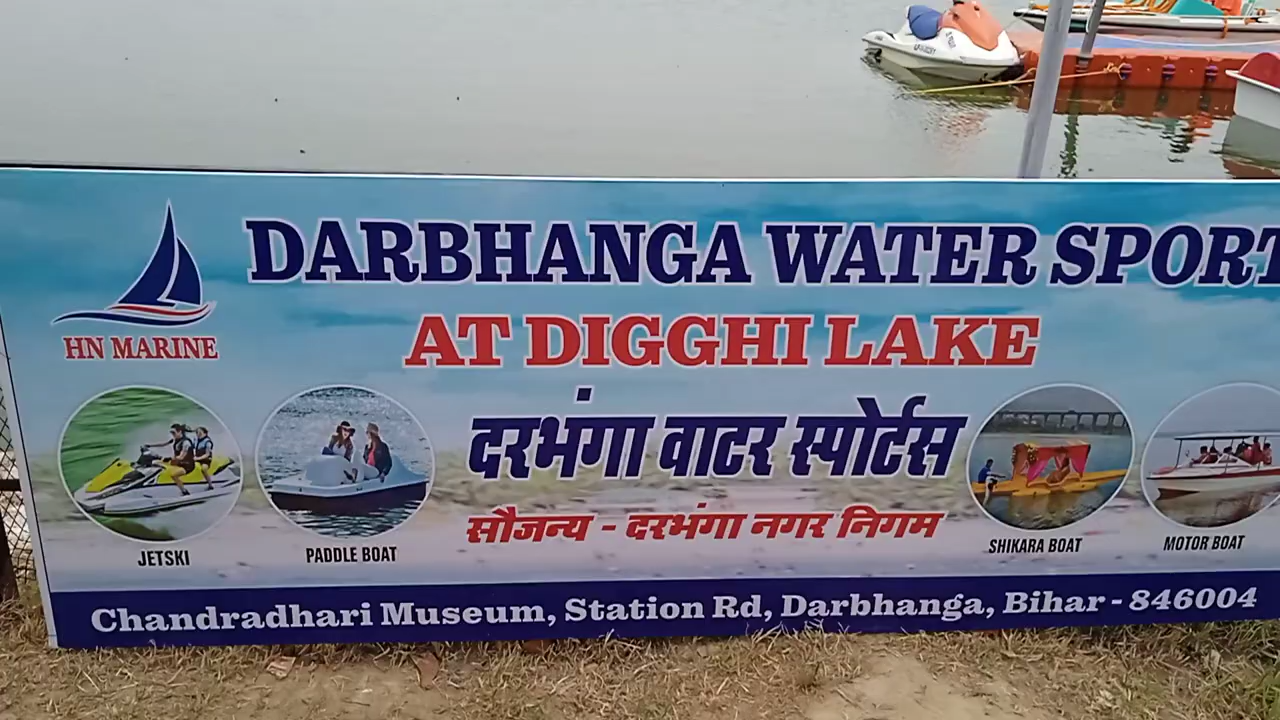 DARBHANGA WATER SPORT
AT DIGGHI LAKE
HN MARINE
दरभंगा वाटर स्पोर्टस
सौजन्य - दरभंगा नगर निगम
JETSKI
PADDLE BOAT
SHIKARA BOAT
MOTOR BOAT
Chandradhari Museum, Station Rd, Darbhanga, Bihar - 846004